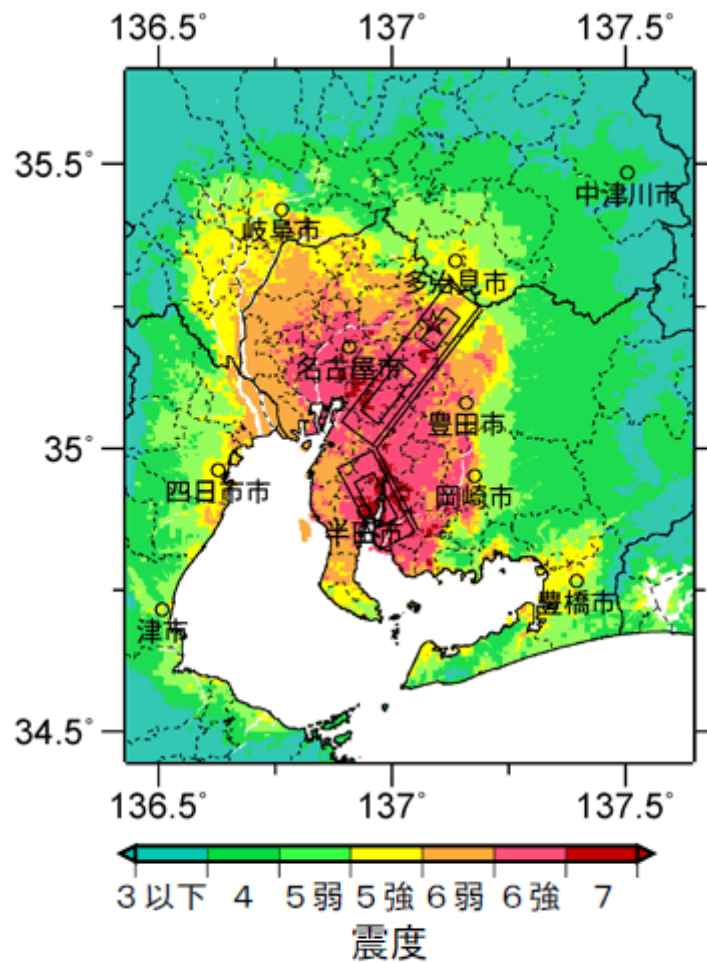 136.5° 137° 137.5°
35.5°
中津川市
岐阜市
多治見市
名古屋市
豊田市
35°
四日市市
岡崎市
半田市
豊橋市
津市
34.5°
136.5° 137° 137.5°
3以下 4 5弱 5強 6弱 6強 7
震度